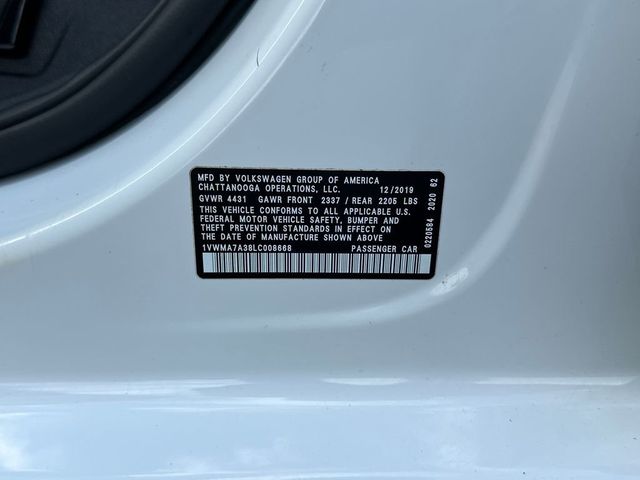 MFD BY VOLKSWAGEN GROUP OF AMERICA
CHATTANOOGA OPERATIONS, LLC. 12/2019
GVWR 4431 GAWR FRONT 2337 / REAR 2205 LBS
THIS VEHICLE CONFORMS TO ALL APPLICABLE U.S.
FEDERAL MOTOR VEHICLE SAFETY, BUMPER AND
THEFT PREVENTION STANDARDS IN EFFECT ON
THE DATE OF MANUFACTURE SHOWN ABOVE
1VWMA7A38LC008668 PASSENGER CAR
0220584 2020 62